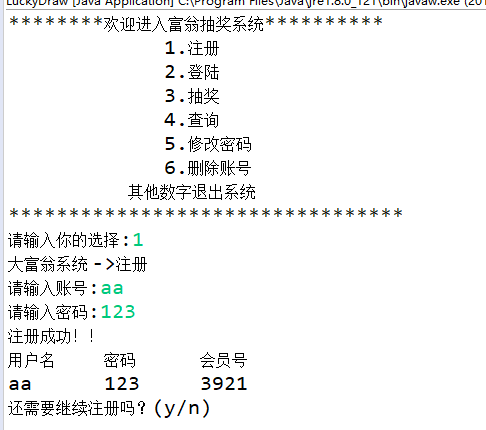 LuckyDraw [Java Application] C:\Program Files\Java\jre1.8.0_121\bin\javaw.exe (201
********欢迎进入富翁抽奖系统**********
1.注册
2.登陆
3.抽奖
4.查询
5.修改密码
6.删除账号
其他数字退出系统
*********************************
请输入你的选择:1
大富翁系统 ->注册
请输入账号:aa
请输入密码:123
注册成功！！
用户名 密码 会员号
aa 123 3921
还需要继续注册吗？(y/n)